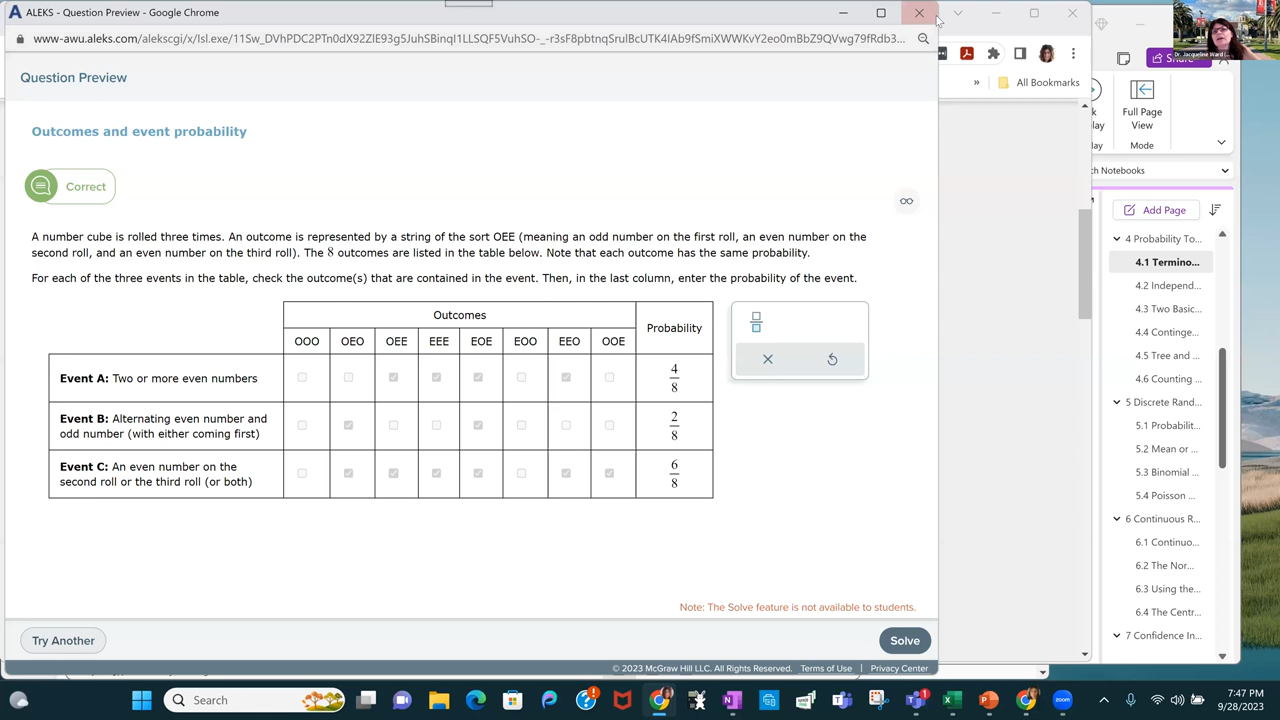 ALEKS - Question Preview - Google Chrome
Question Preview
All Bookmarks
Full Page
View
Mode
Outcomes and event probability
Correct
A number cube is rolled three times. An outcome is represented by a string of the sort OEE (meaning an odd number on the first roll, an even number on the
second roll, and an even number on the third roll). The 8 outcomes are listed in the table below. Note that each outcome has the same probability.
For each of the three events in the table, check the outcome(s) that are contained in the event. Then, in the last column, enter the probability of the event.
Outcomes
Probability
OOO OEO OEE EEE EOE EOO EEO OOE
Event A: Two or more even numbers
4
8
Event B: Alternating even number and
odd number (with either coming first)
2
8
Event C: An even number on the
second roll or the third roll (or both)
6
8
Note: The Solve feature is not available to students.
Try Another
Solve
© 2023 McGraw Hill LLC. All Rights Reserved. Terms of Use Privacy Center
ch Notebooks
Add Page
4 Probability To...
4.1 Termino...
4.2 Independ...
4.3 Two Basic...
4.4 Continge...
4.5 Tree and ...
4.6 Counting ...
5 Discrete Rand...
5.1 Probabilit...
5.2 Mean or ...
5.3 Binomial ...
5.4 Poisson ...
6 Continuous R...
6.1 Continuo...
6.2 The Nor...
6.3 Using the...
6.4 The Centr...
7 Confidence In...
Search
7:47 PM
9/28/2023